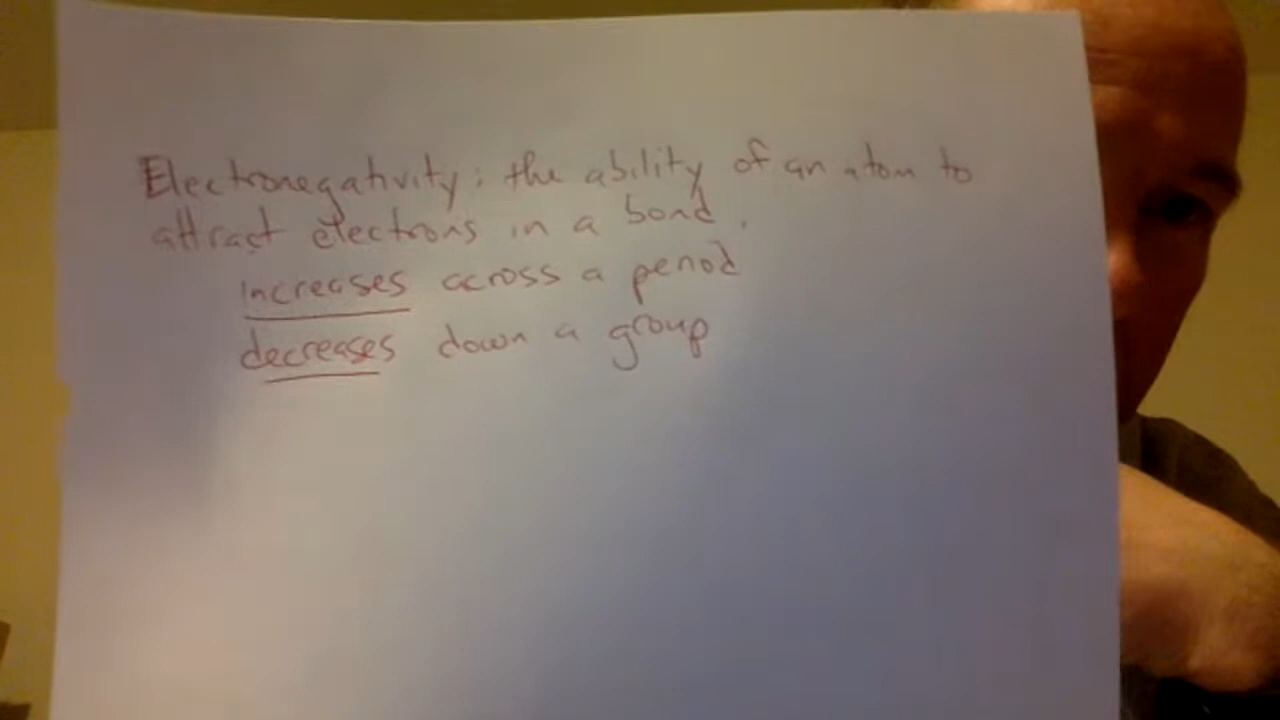 Electronegativity: the ability of an atom to
attract electrons in a bond.
increases across a period
decreases down a group